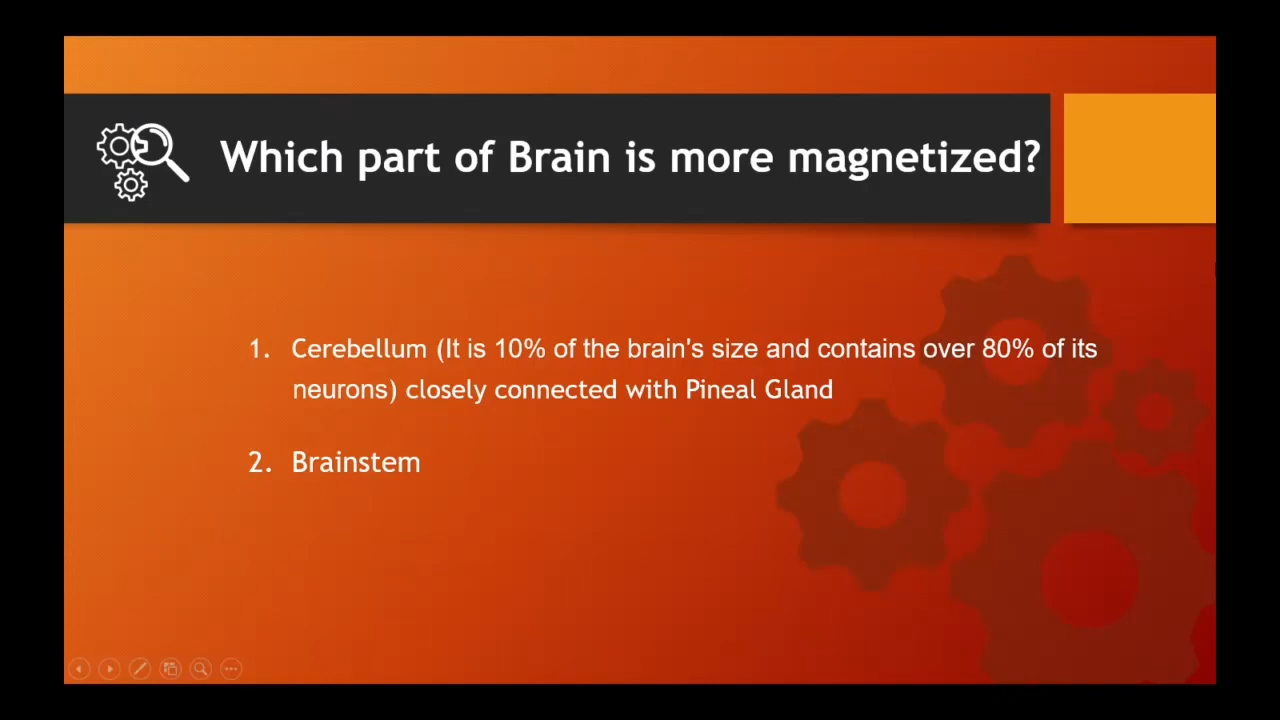 Which part of Brain is more magnetized?
1. Cerebellum (It is 10% of the brain's size and contains over 80% of its
neurons) closely connected with Pineal Gland
2. Brainstem